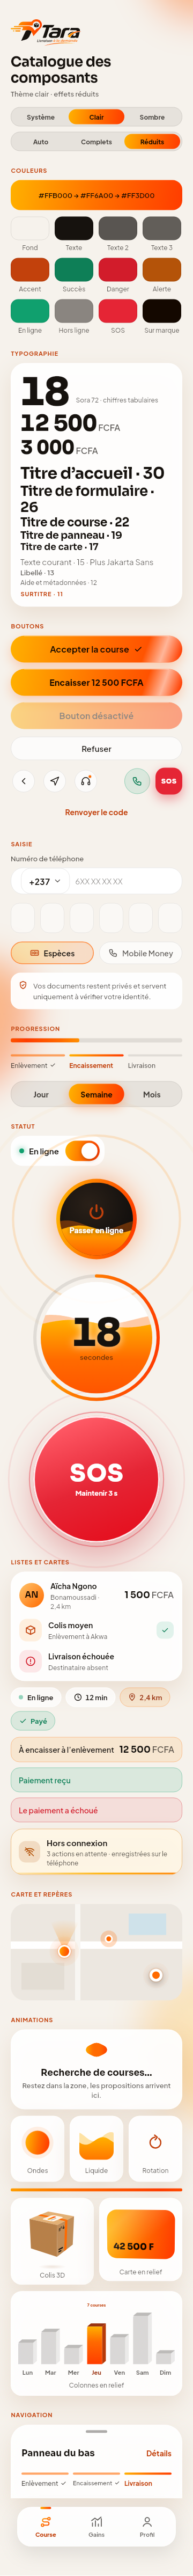 Tara
Catalogue des
composants
Thème clair · effets réduits
Système
Clair
Sombre
Auto
Complets
Réduits
COULEURS
#FFB000 → #FF6A00 → #FF3D00
Fond
Texte
Texte 2
Texte 3
Accent
Succès
Danger
Alerte
En ligne
Hors ligne
SOS
Sur marque
TYPOGRAPHIE
18 Sora 72 · chiffres tabulaires
12 500 FCFA
3 000 FCFA
Titre d’accueil · 30
Titre de formulaire ·
26
Titre de course · 22
Titre de panneau · 19
Titre de carte · 17
Texte courant · 15 · Plus Jakarta Sans
Libellé · 13
Aide et métadonnées · 12
SURTITRE · 11
BOUTONS
Accepter la course
Encaisser 12 500 FCFA
Bouton désactivé
Refuser
SOS
Renvoyer le code
SAISIE
Numéro de téléphone
+237
6XX XX XX XX
Espèces
Mobile Money
Vos documents restent privés et servent
uniquement à vérifier votre identité.
PROGRESSION
Enlèvement
Encaissement
Livraison
Jour
Semaine
Mois
STATUT
En ligne
Passer en ligne
18
secondes
SOS
Maintenir 3 s
LISTES ET CARTES
AN
Aïcha Ngono
Bonamoussadi ·
2,4 km
1 500 FCFA
Colis moyen
Enlèvement à Akwa
Livraison échouée
Destinataire absent
En ligne
12 min
2,4 km
Payé
À encaisser à l’enlèvement
12 500 FCFA
Paiement reçu
Le paiement a échoué
Hors connexion
3 actions en attente · enregistrées sur le
téléphone
CARTE ET REPÈRES
ANIMATIONS
Recherche de courses…
Restez dans la zone, les propositions arrivent
ici.
Ondes
Liquide
Rotation
Colis 3D
42 500 F
Carte en relief
7 courses
Lun
Mar
Mer
Jeu
Ven
Sam
Dim
Colonnes en relief
NAVIGATION
Panneau du bas
Détails
Enlèvement
Encaissement
Livraison
Course
Gains
Profil